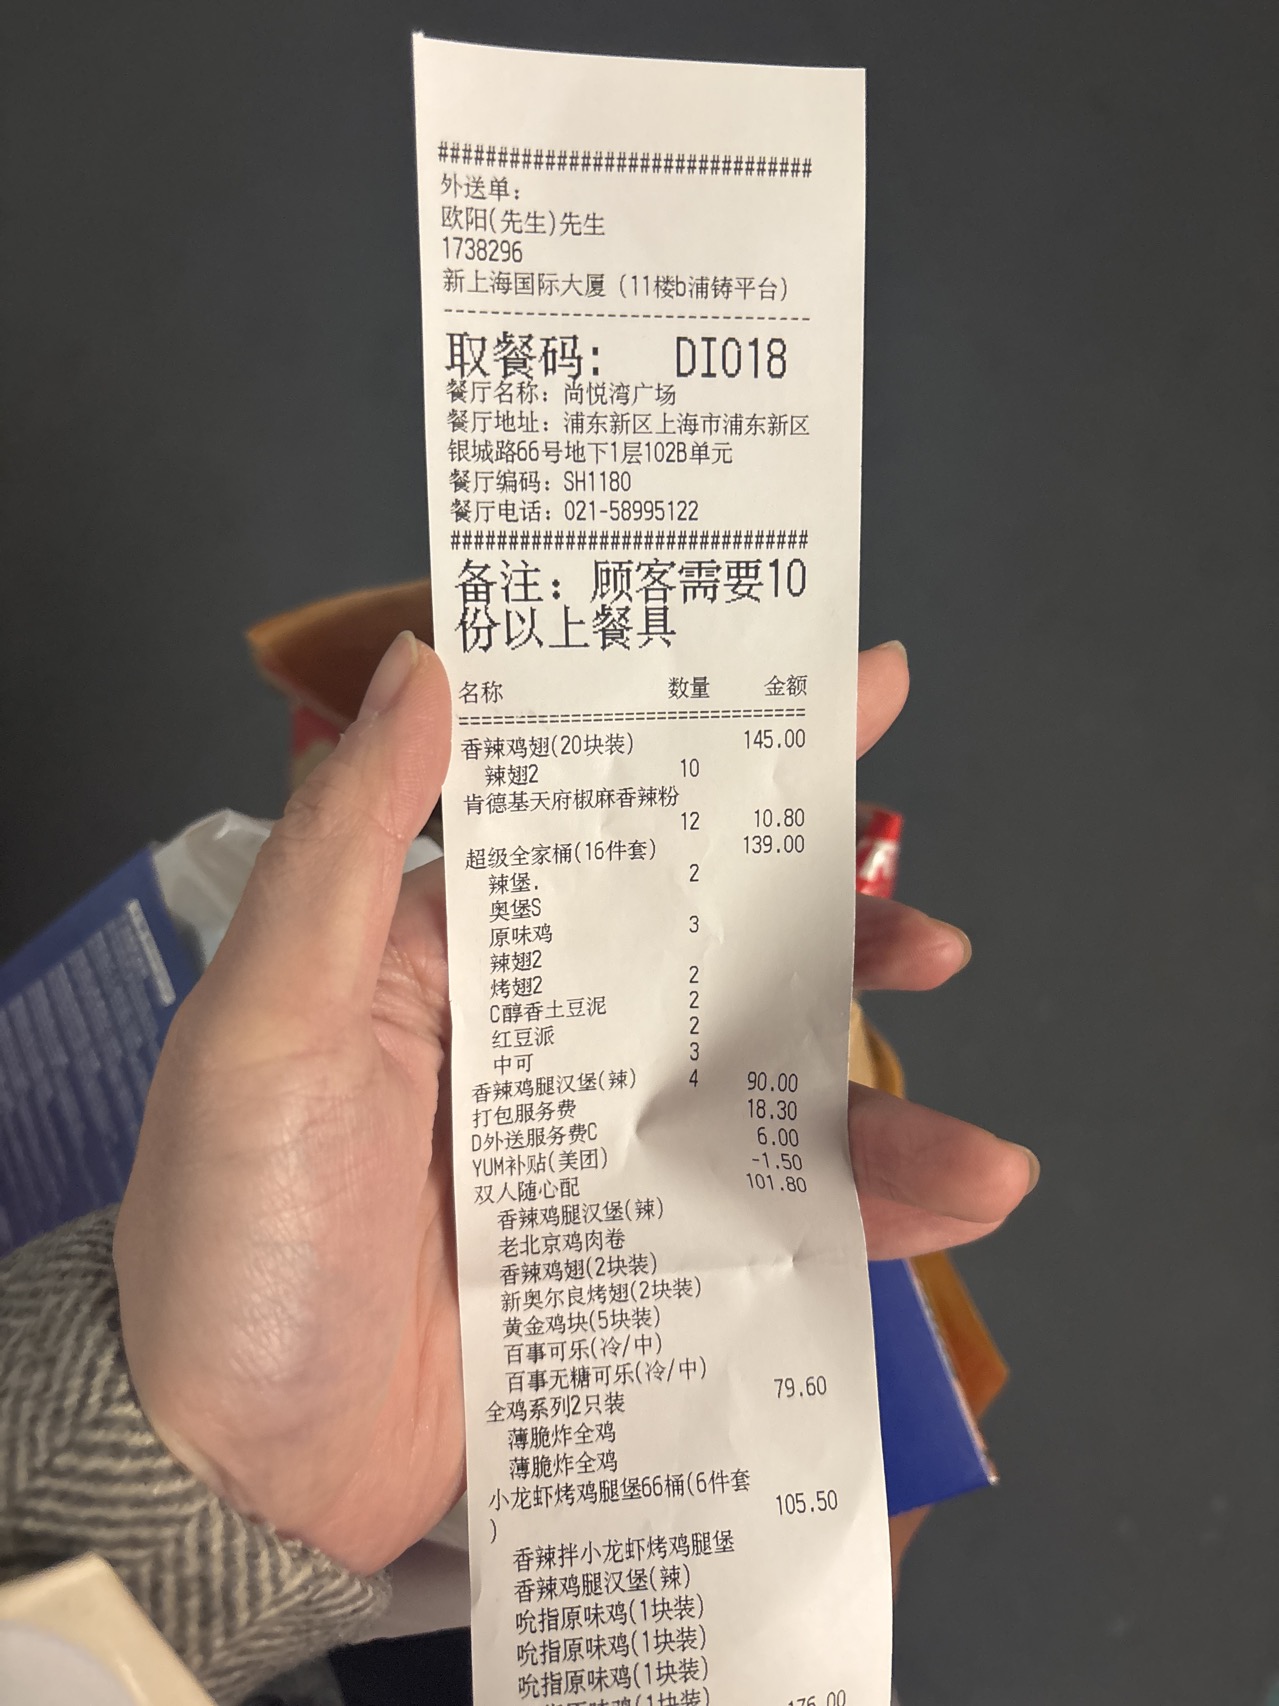 ###############################
外送单:
欧阳(先生)先生
1738296
新上海国际大厦 (11楼b浦铸平台)
-------------------------------
取餐码: DI018
餐厅名称: 尚悦湾广场
餐厅地址: 浦东新区上海市浦东新区
银城路66号地下1层102B单元
餐厅编码: SH1180
餐厅电话: 021-58995122
###############################
备注: 顾客需要10
份以上餐具
名称 数量 金额
===============================
香辣鸡翅(20块装) 145.00
辣翅2 10
肯德基天府椒麻香辣粉
12 10.80
超级全家桶(16件套) 139.00
辣堡. 2
奥堡S
原味鸡 3
辣翅2
烤翅2 2
C醇香土豆泥 2
红豆派 2
中可 3
香辣鸡腿汉堡(辣) 4 90.00
打包服务费 18.30
D外送服务费C 6.00
YUM补贴(美团) -1.50
双人随心配 101.80
香辣鸡腿汉堡(辣)
老北京鸡肉卷
香辣鸡翅(2块装)
新奥尔良烤翅(2块装)
黄金鸡块(5块装)
百事可乐(冷/中)
百事无糖可乐(冷/中)
全鸡系列2只装 79.60
薄脆炸全鸡
薄脆炸全鸡
小龙虾烤鸡腿堡66桶(6件套
) 105.50
香辣拌小龙虾烤鸡腿堡
香辣鸡腿汉堡(辣)
吮指原味鸡(1块装)
吮指原味鸡(1块装)
吮指原味鸡(1块装)
指原味鸡(1块装) 176.00